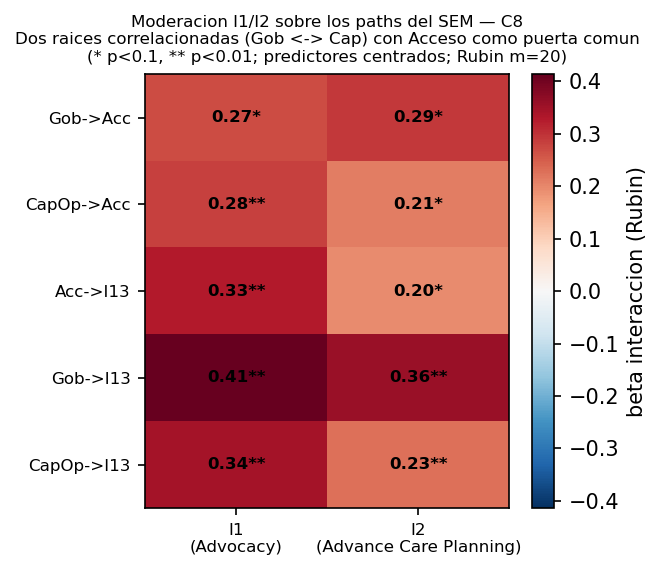 Moderacion I1/I2 sobre los paths del SEM — C8
Dos raices correlacionadas (Gob <-> Cap) con Acceso como puerta comun
(* p<0.1, ** p<0.01; predictores centrados; Rubin m=20)
Gob->Acc 0.27* 0.29*
CapOp->Acc 0.28** 0.21*
Acc->I13 0.33** 0.20*
Gob->I13 0.41** 0.36**
CapOp->I13 0.34** 0.23**
I1
(Advocacy)
I2
(Advance Care Planning)
0.4
0.3
0.2
0.1
0.0
−0.1
−0.2
−0.3
−0.4
beta interaccion (Rubin)